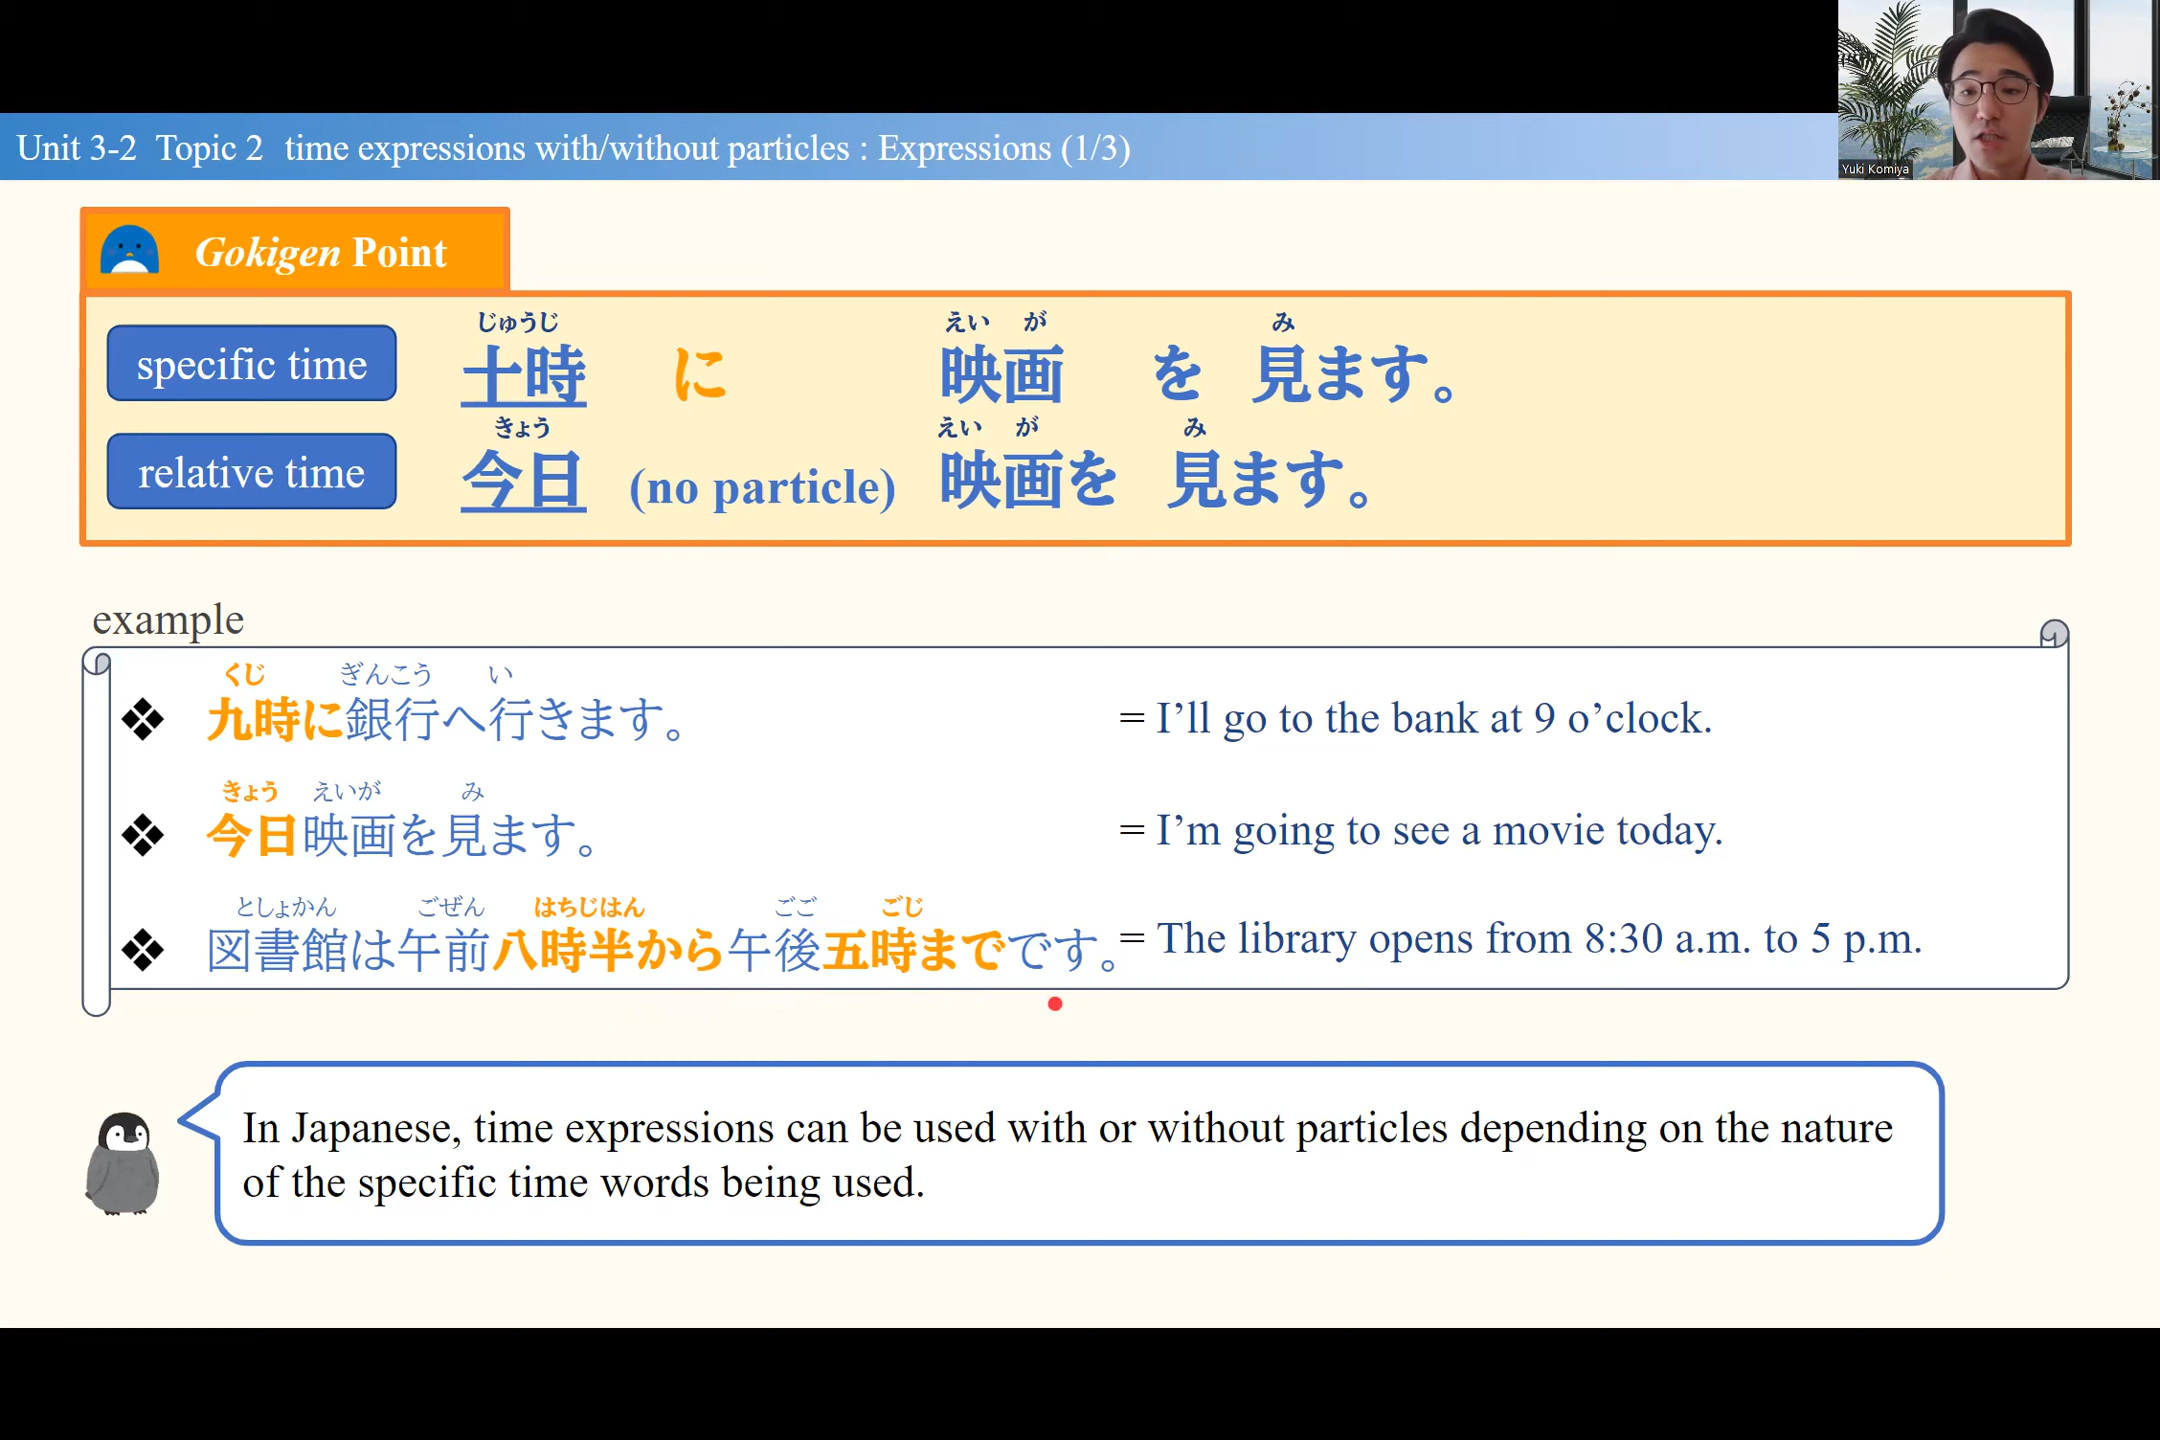 Unit 3-2 Topic 2 time expressions with/without particles : Expressions (1/3)
Yuki Komiya
Gokigen Point
specific time
じゅうじ えい が み
十時 に 映画 を 見ます。
relative time
きょう えい が み
今日 (no particle) 映画を 見ます。
example
くじ ぎんこう い
九時に銀行へ行きます。 = I’ll go to the bank at 9 o’clock.
きょう えいが み
今日映画を見ます。 = I’m going to see a movie today.
としょかん ごぜん はちじはん ごご ごじ
図書館は午前八時半から午後五時までです。 = The library opens from 8:30 a.m. to 5 p.m.
In Japanese, time expressions can be used with or without particles depending on the nature
of the specific time words being used.